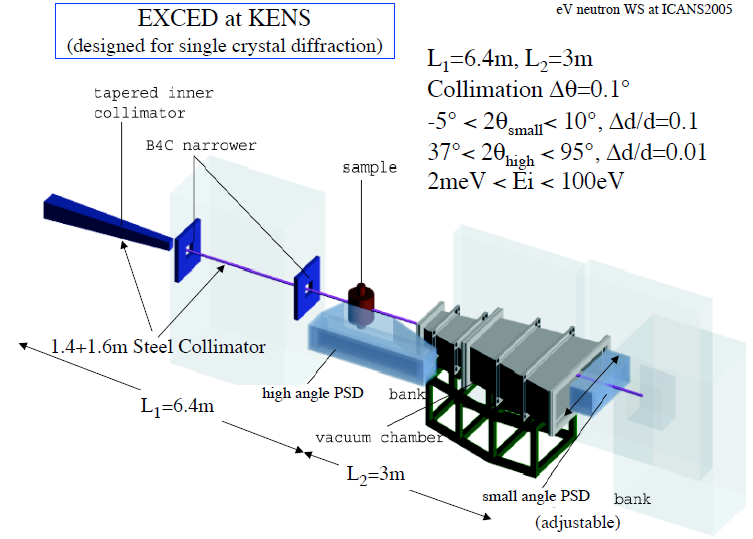 EXCED at KENS
(designed for single crystal diffraction)
eV neutron WS at ICANS2005
L₁=6.4m, L₂=3m
Collimation Δθ=0.1°
-5° < 2θsmall< 10°, Δd/d=0.1
37°< 2θhigh < 95°, Δd/d=0.01
2meV < Ei < 100eV
tapered inner
collimator
B4C narrower
sample
1.4+1.6m Steel Collimator
high angle PSD
bank
L₁=6.4m
vacuum chamber
L₂=3m
small angle PSD
bank
(adjustable)